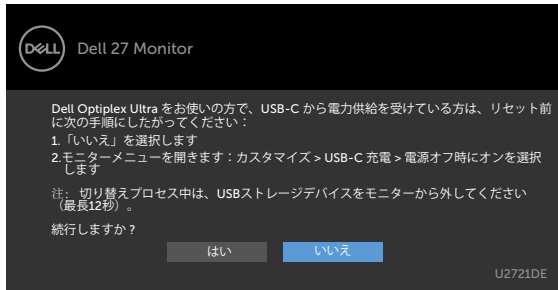 DELL
Dell 27 Monitor
Dell Optiplex Ultra をお使いの方で、USB-C から電力供給を受けている方は、リセット前
に次の手順にしたがってください：
1.「いいえ」を選択します
2.モニターメニューを開きます：カスタマイズ > USB-C 充電 > 電源オフ時にオンを選択
します
注: 切り替えプロセス中は、USBストレージデバイスをモニターから外してください
（最長12秒）。
続行しますか？
はい
いいえ
U2721DE